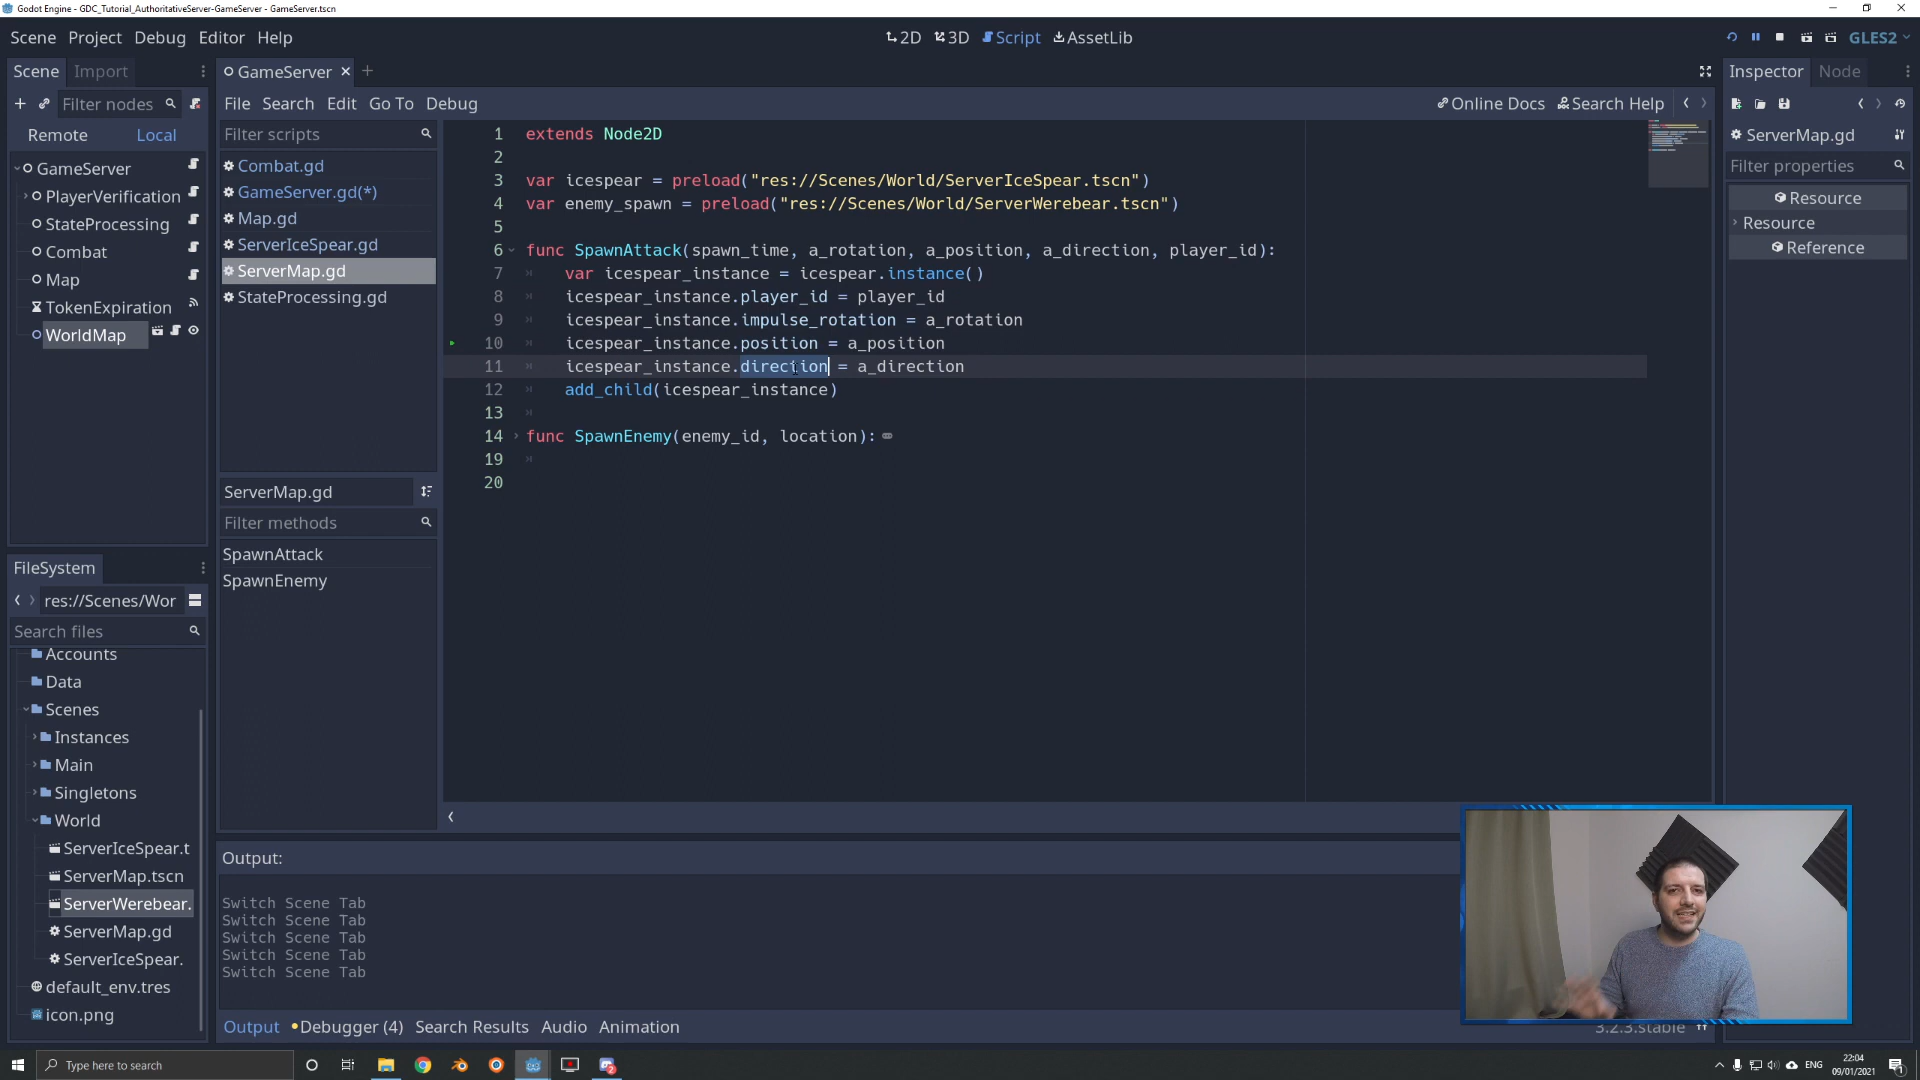 Godot Engine - GDC_Tutorial_AuthoritativeServer-GameServer - GameServer.tscn
Scene Project Debug Editor Help
2D 3D Script AssetLib
GLES2
Scene Import
Filter nodes
Remote Local
GameServer
PlayerVerification
StateProcessing
Combat
Map
TokenExpiration
WorldMap
FileSystem
res://Scenes/Wor
Search files
Accounts
Data
Scenes
Instances
Main
Singletons
World
ServerIceSpear.t
ServerMap.tscn
ServerWerebear.
ServerMap.gd
ServerIceSpear.
default_env.tres
icon.png
GameServer
File Search Edit Go To Debug
Online Docs Search Help
Filter scripts
Combat.gd
GameServer.gd(*)
Map.gd
ServerIceSpear.gd
ServerMap.gd
StateProcessing.gd
ServerMap.gd
Filter methods
SpawnAttack
SpawnEnemy
1 extends Node2D
2
3 var icespear = preload("res://Scenes/World/ServerIceSpear.tscn")
4 var enemy_spawn = preload("res://Scenes/World/ServerWerebear.tscn")
5
6 func SpawnAttack(spawn_time, a_rotation, a_position, a_direction, player_id):
7 var icespear_instance = icespear.instance()
8 icespear_instance.player_id = player_id
9 icespear_instance.impulse_rotation = a_rotation
10 icespear_instance.position = a_position
11 icespear_instance.direction = a_direction
12 add_child(icespear_instance)
13
14 func SpawnEnemy(enemy_id, location):
19
20
Output:
Switch Scene Tab
Switch Scene Tab
Switch Scene Tab
Switch Scene Tab
Switch Scene Tab
Output Debugger (4) Search Results Audio Animation
3.2.3.stable
Inspector Node
ServerMap.gd
Filter properties
Resource
Resource
Reference
Type here to search
ENG
22:04
09/01/2021